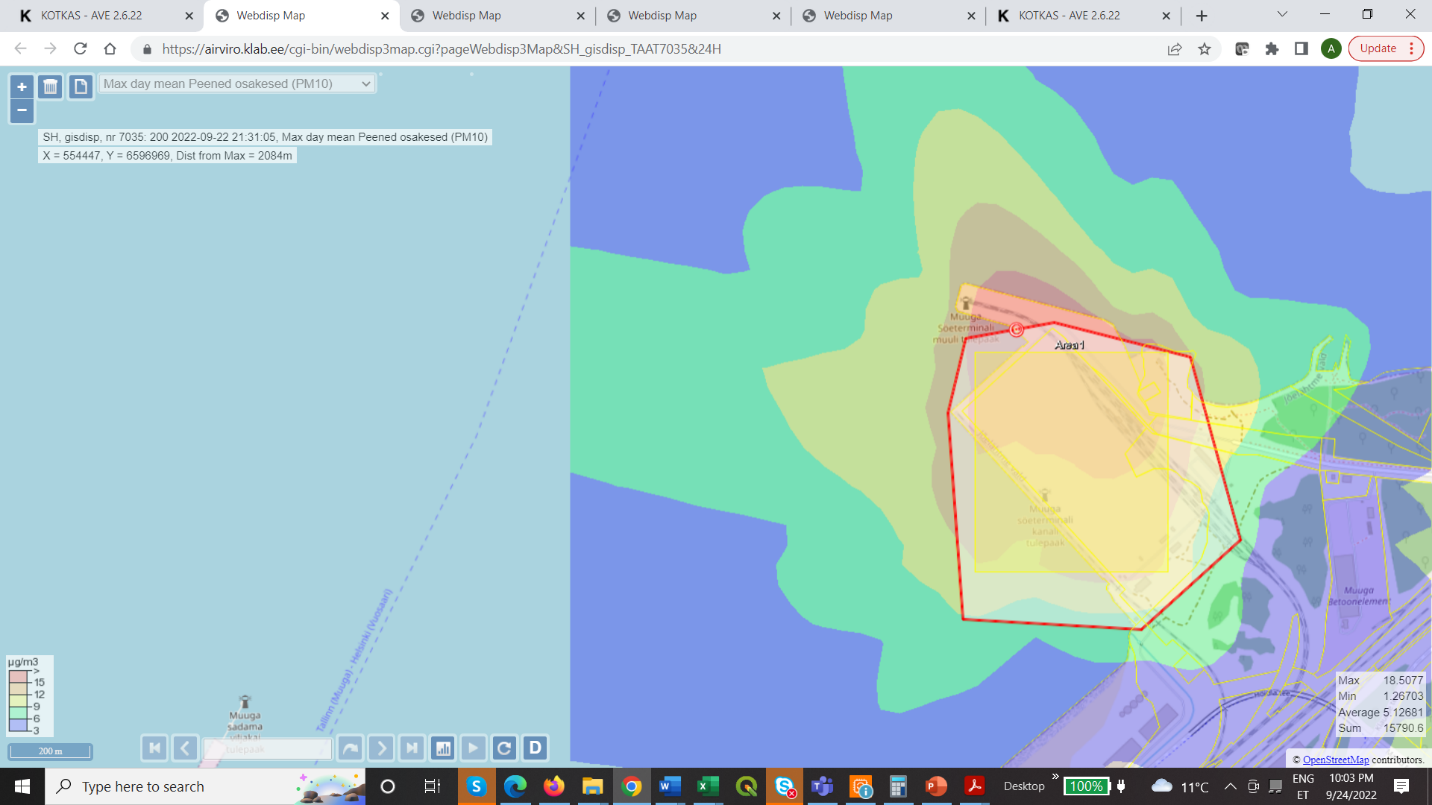 KOTKAS - AVE 2.6.22
Webdisp Map
Webdisp Map
Webdisp Map
Webdisp Map
KOTKAS - AVE 2.6.22
https://airviro.klab.ee/cgi-bin/webdisp3map.cgi?pageWebdisp3Map&SH_gisdisp_TAAT7035&24H
A
Update
Max day mean Peened osakesed (PM10)
SH, gisdisp, nr 7035: 200 2022-09-22 21:31:05, Max day mean Peened osakesed (PM10)
X = 554447, Y = 6596969, Dist from Max = 2084m
Muuga
Soeterminali
muuli tulepaak
Area1
Muuga
soeterminali
kanali
tulepaak
Muuga
Betoonelement
Tallinn (Muuga) - Helsinki (Vuosaari)
Muuga
sadama
tulepaak
µg/m3
>
15
12
9
6
3
200 m
D
Max 18.5077
Min 1.26703
Average 5.12681
Sum 15790.6
© OpenStreetMap contributors.
Type here to search
Desktop
100%
11°C
ENG
ET
10:03 PM
9/24/2022